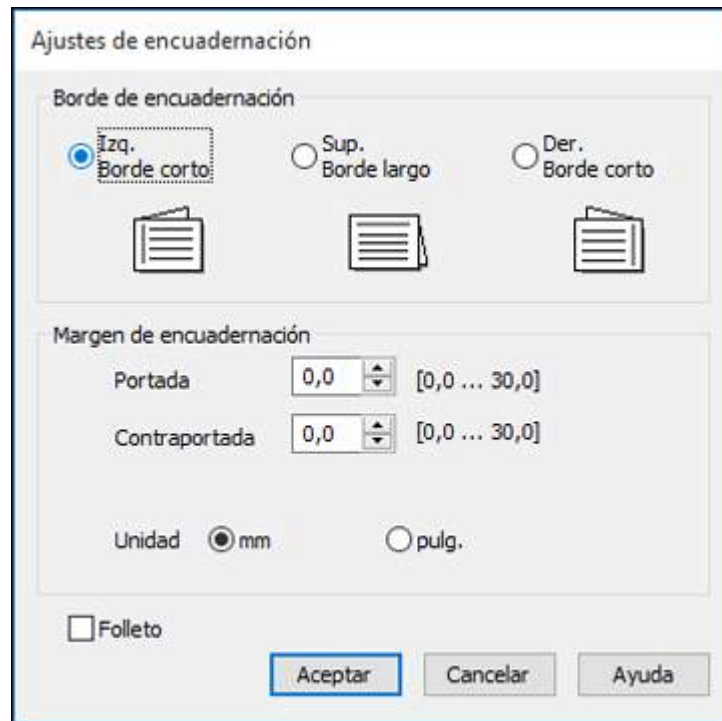 Ajustes de encuadernación
Borde de encuadernación
Izq.
Borde corto
Sup.
Borde largo
Der.
Borde corto
Margen de encuadernación
Portada 0,0 [0,0 ... 30,0]
Contraportada 0,0 [0,0 ... 30,0]
Unidad mm pulg.
Folleto
Aceptar Cancelar Ayuda